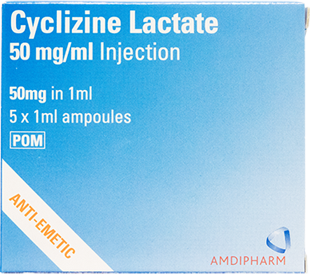 Cyclizine Lactate
50 mg/ml Injection
50mg in 1ml
5 x 1ml ampoules
POM
ANTI-EMETIC
AMDIPHARM